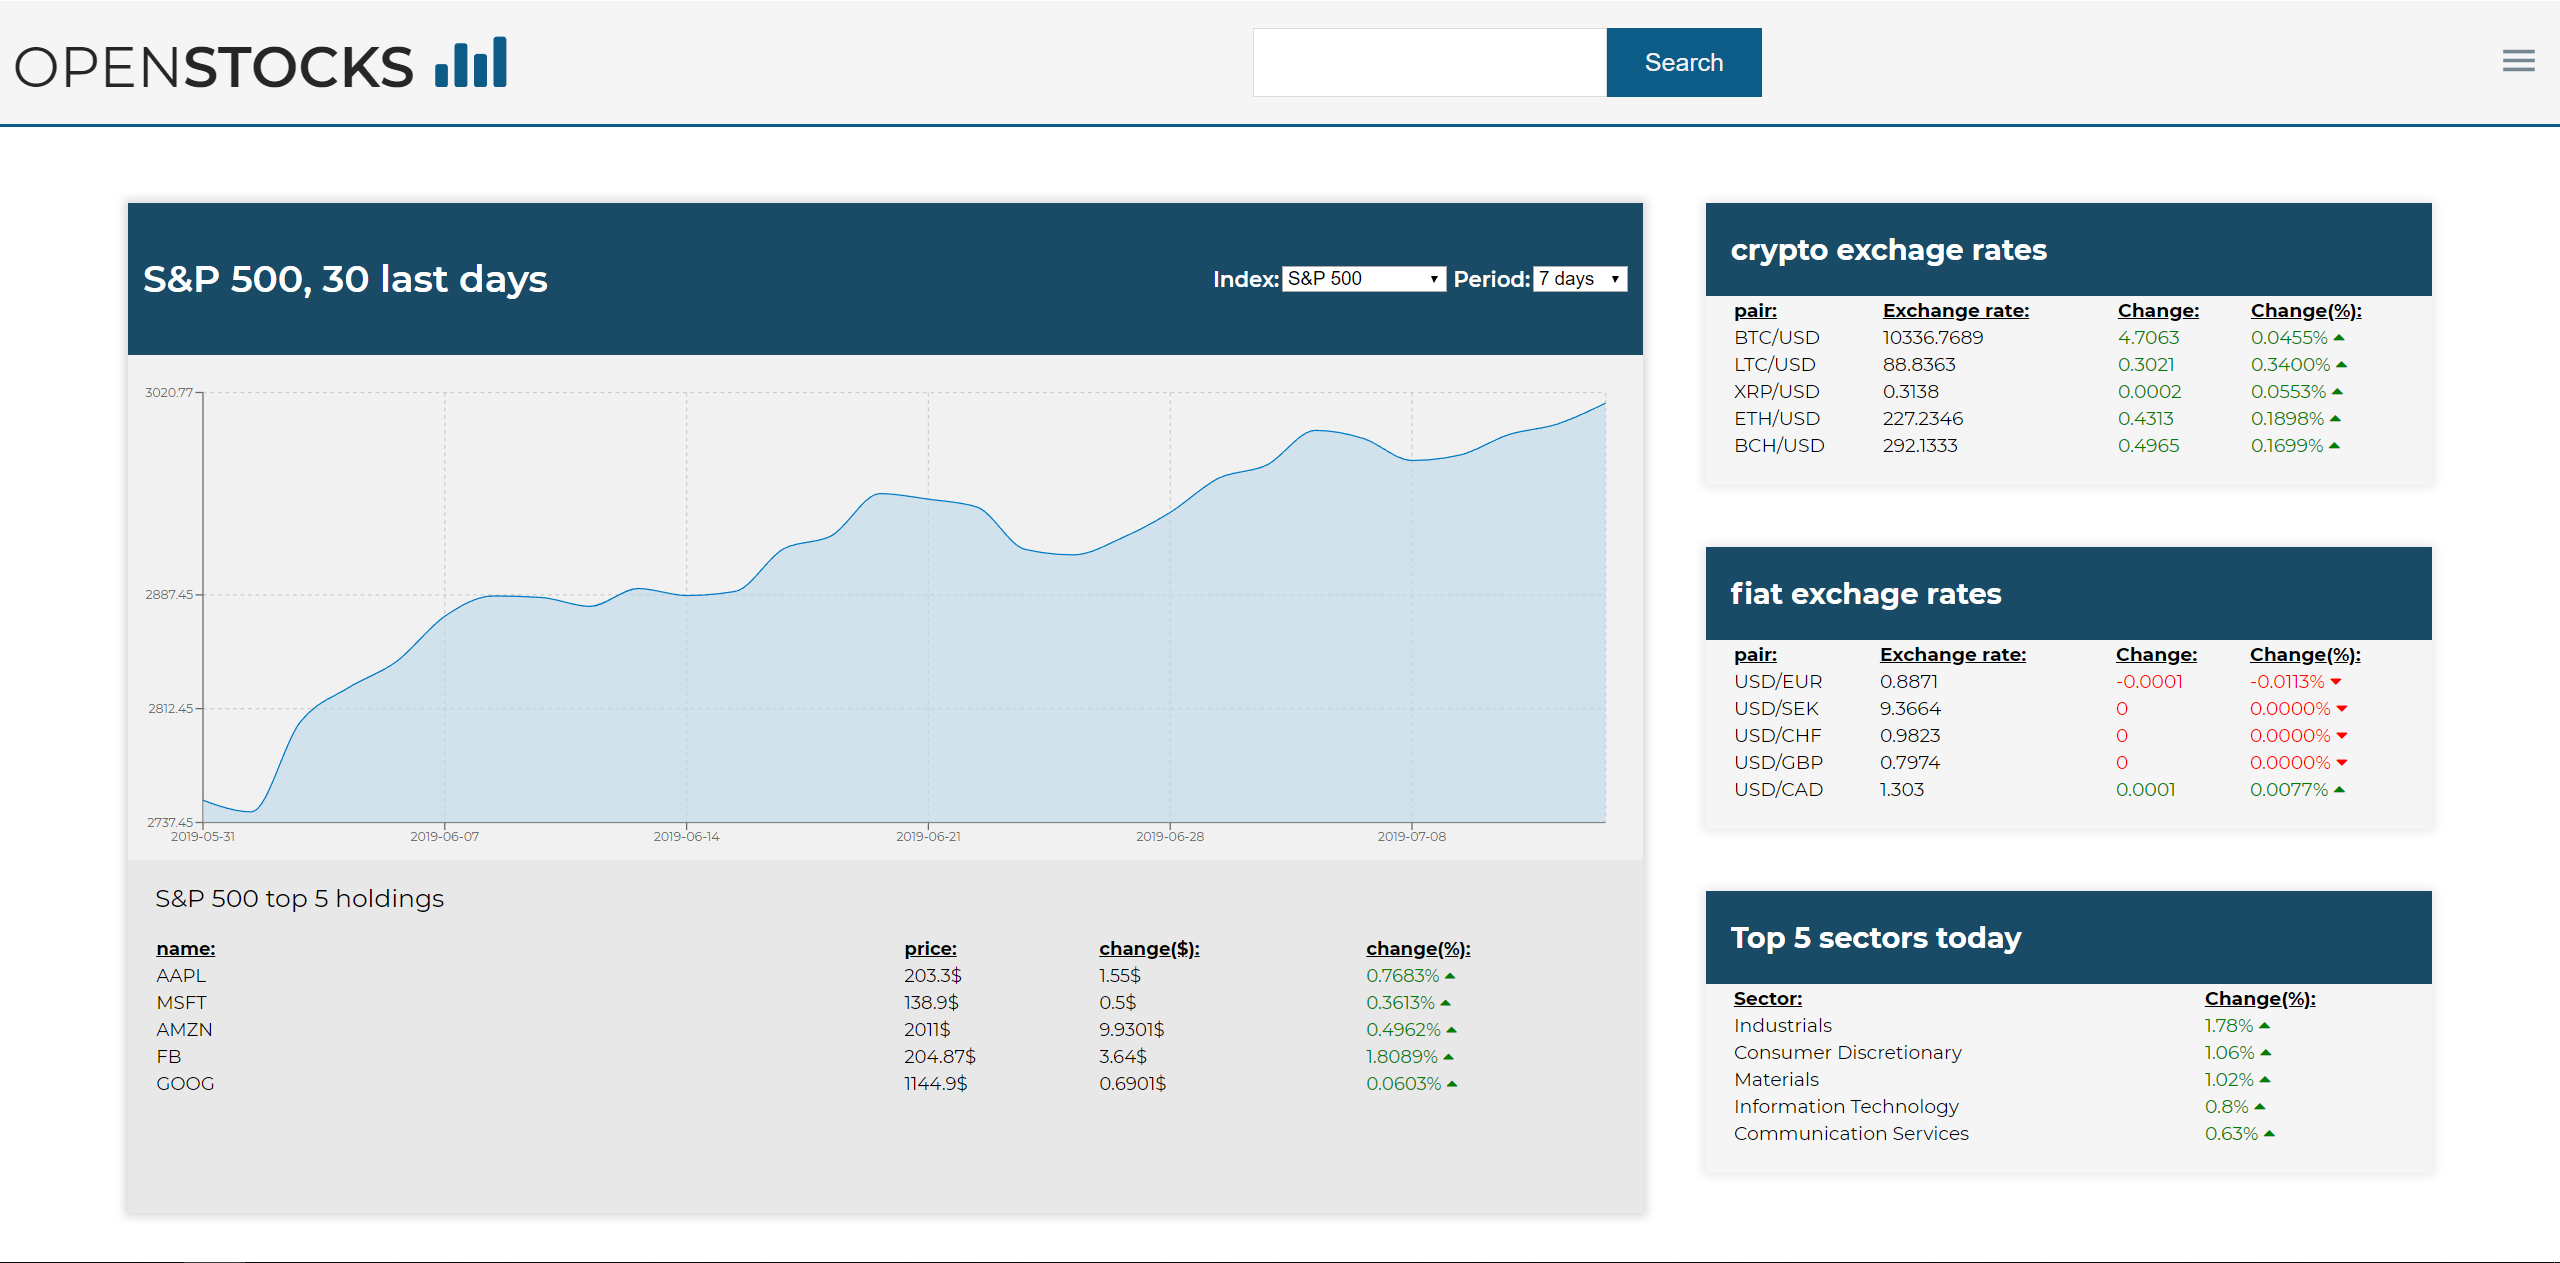 OPENSTOCKS
Search
S&P 500, 30 last days
Index: S&P 500 Period: 7 days
3020.77
2887.45
2812.45
2737.45
2019-05-31 2019-06-07 2019-06-14 2019-06-21 2019-06-28 2019-07-08
S&P 500 top 5 holdings
name: price: change($): change(%):
AAPL 203.3$ 1.55$ 0.7683%
MSFT 138.9$ 0.5$ 0.3613%
AMZN 2011$ 9.9301$ 0.4962%
FB 204.87$ 3.64$ 1.8089%
GOOG 1144.9$ 0.6901$ 0.0603%
crypto exchage rates
pair: Exchange rate: Change: Change(%):
BTC/USD 10336.7689 4.7063 0.0455%
LTC/USD 88.8363 0.3021 0.3400%
XRP/USD 0.3138 0.0002 0.0553%
ETH/USD 227.2346 0.4313 0.1898%
BCH/USD 292.1333 0.4965 0.1699%
fiat exchage rates
pair: Exchange rate: Change: Change(%):
USD/EUR 0.8871 -0.0001 -0.0113%
USD/SEK 9.3664 0 0.0000%
USD/CHF 0.9823 0 0.0000%
USD/GBP 0.7974 0 0.0000%
USD/CAD 1.303 0.0001 0.0077%
Top 5 sectors today
Sector: Change(%):
Industrials 1.78%
Consumer Discretionary 1.06%
Materials 1.02%
Information Technology 0.8%
Communication Services 0.63%